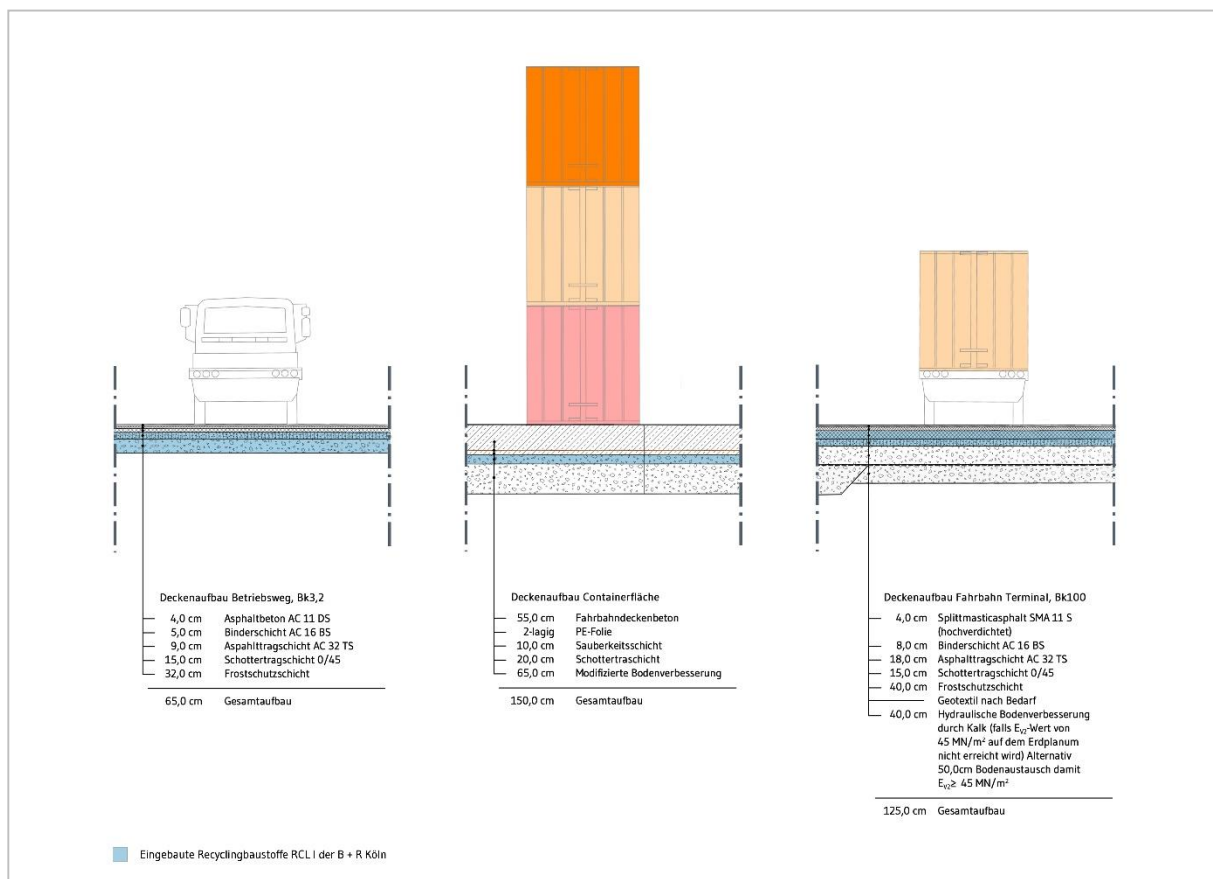 Deckenaufbau Betriebsweg, Bk3,2
4,0 cm Asphaltbeton AC 11 DS
5,0 cm Binderschicht AC 16 BS
9,0 cm Aspahlttragschicht AC 32 TS
15,0 cm Schottertragschicht 0/45
32,0 cm Frostschutzschicht
65,0 cm Gesamtaufbau
Deckenaufbau Containerfläche
55,0 cm Fahrbahndeckenbeton
2-lagig PE-Folie
10,0 cm Sauberkeitsschicht
20,0 cm Schottertraschicht
65,0 cm Modifizierte Bodenverbesserung
150,0 cm Gesamtaufbau
Deckenaufbau Fahrbahn Terminal, Bk100
4,0 cm Splittmasticasphalt SMA 11 S
(hochverdichtet)
8,0 cm Binderschicht AC 16 BS
18,0 cm Asphalttragschicht AC 32 TS
15,0 cm Schottertragschicht 0/45
40,0 cm Frostschutzschicht
Geotextil nach Bedarf
40,0 cm Hydraulische Bodenverbesserung
durch Kalk (falls EV2-Wert von
45 MN/m² auf dem Erdplanum
nicht erreicht wird) Alternativ
50,0cm Bodenaustausch damit
EV2≥ 45 MN/m²
125,0 cm Gesamtaufbau
Eingebaute Recyclingbaustoffe RCL I der B + R Köln